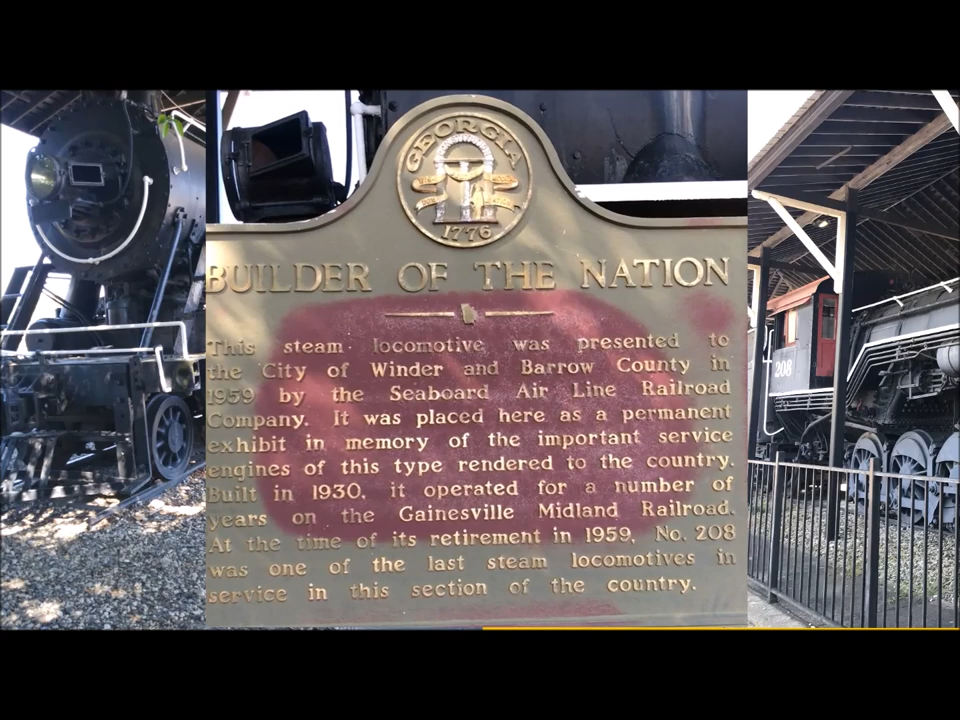 GEORGIA
1776
BUILDER OF THE NATION
This steam locomotive was presented to
the City of Winder and Barrow County in
1959 by the Seaboard Air Line Railroad
Company. It was placed here as a permanent
exhibit in memory of the important service
engines of this type rendered to the country.
Built in 1930, it operated for a number of
years on the Gainesville Midland Railroad.
At the time of its retirement in 1959, No. 208
was one of the last steam locomotives in
service in this section of the country.
208